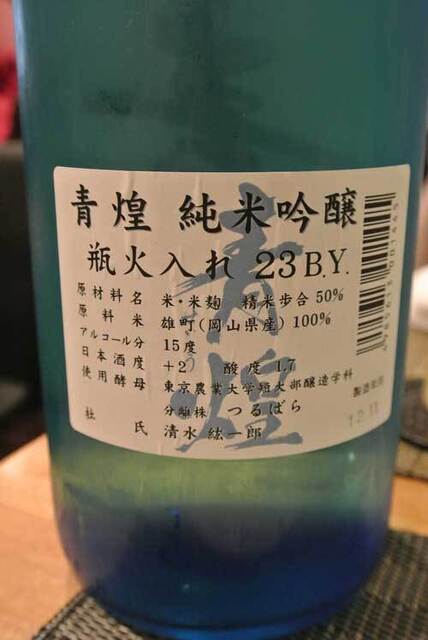 青煌 純米吟醸
瓶火入れ 23B.Y.
原材料名 米・米麹 精米歩合 50%
原料米 雄町(岡山県産)100%
アルコール分 15度
日本酒度 +2 酸度 1.7
使用酵母 東京農業大学短大部醸造学科
分離株 つるばら
杜氏 清水紘一郎
青煌
製造年月
12.11